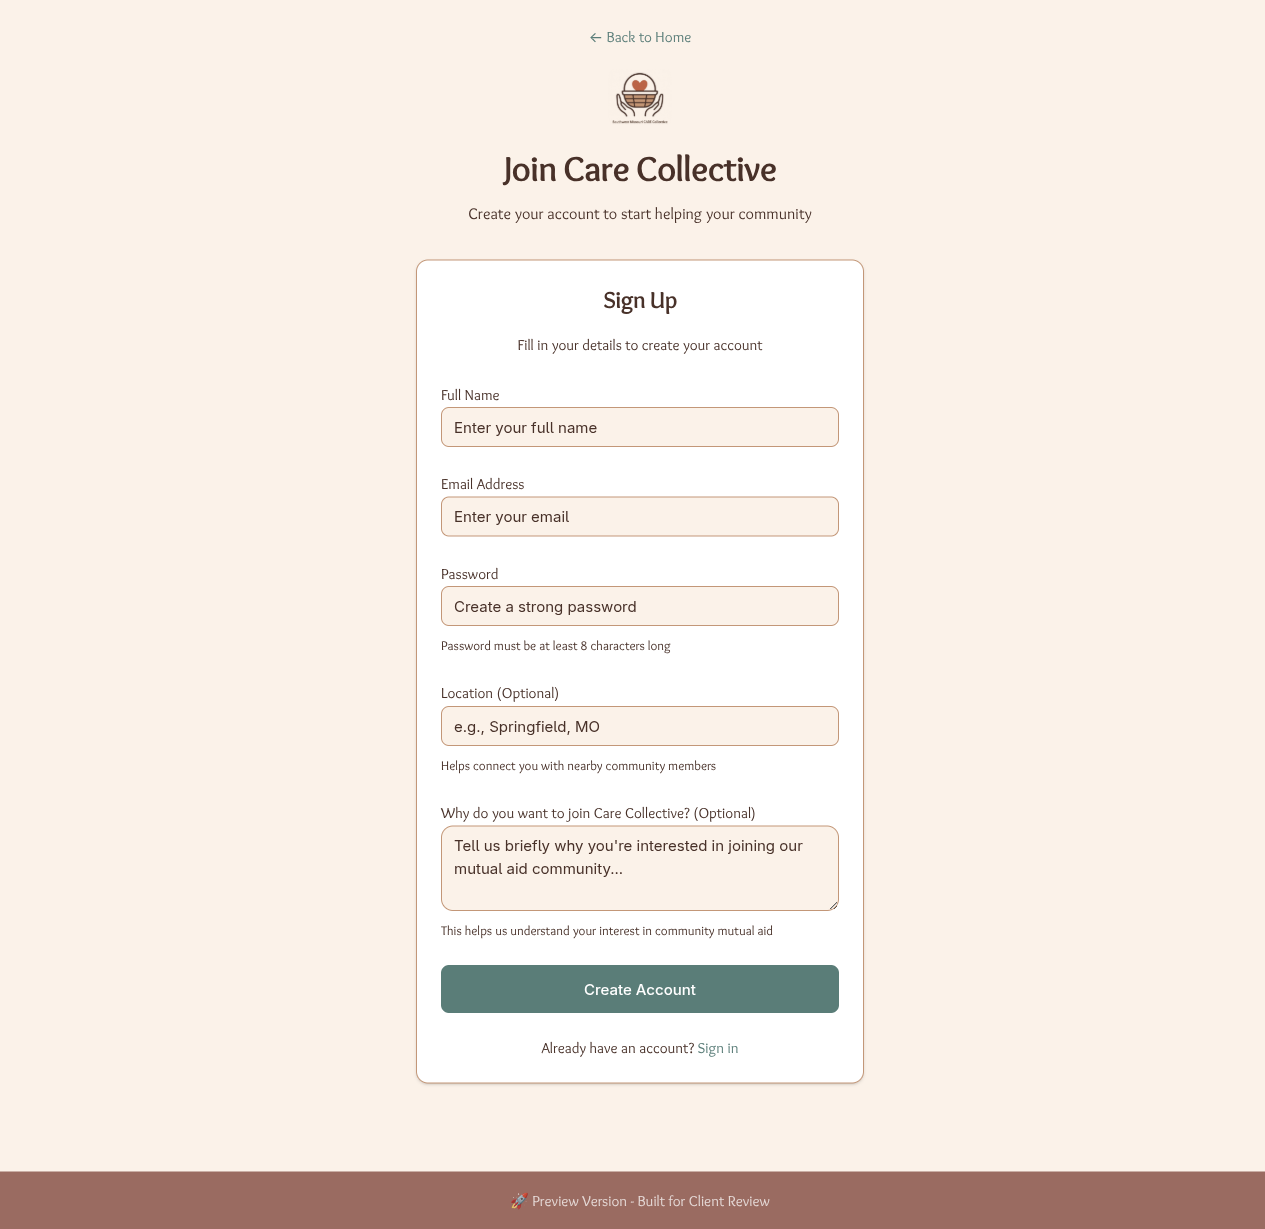 ← Back to Home
Southwest Missouri CARE Collective
Join Care Collective
Create your account to start helping your community
Sign Up
Fill in your details to create your account
Full Name
Enter your full name
Email Address
Enter your email
Password
Create a strong password
Password must be at least 8 characters long
Location (Optional)
e.g., Springfield, MO
Helps connect you with nearby community members
Why do you want to join Care Collective? (Optional)
Tell us briefly why you're interested in joining our
mutual aid community...
This helps us understand your interest in community mutual aid
Create Account
Already have an account? Sign in
🚀 Preview Version - Built for Client Review